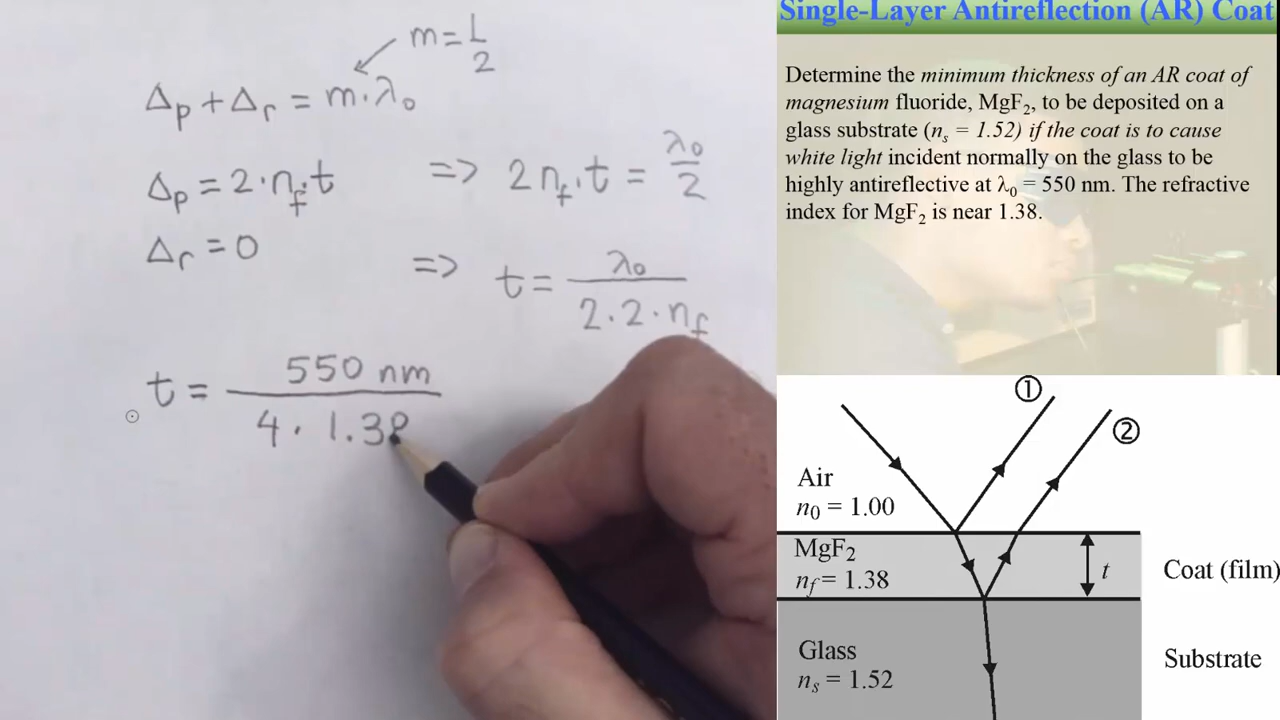 m = 1/2
Δp + Δr = m·λ₀
Δp = 2·nf·t => 2nf·t = λ₀/2
Δr = 0 => t = λ₀/2·2·nf
t = 550 nm/4·1.38
Single-Layer Antireflection (AR) Coat
Determine the minimum thickness of an AR coat of
magnesium fluoride, MgF₂, to be deposited on a
glass substrate (nₛ = 1.52) if the coat is to cause
white light incident normally on the glass to be
highly antireflective at λ₀ = 550 nm. The refractive
index for MgF₂ is near 1.38.
①
②
Air
n₀ = 1.00
MgF₂
nf = 1.38
t
Coat (film)
Glass
nₛ = 1.52
Substrate